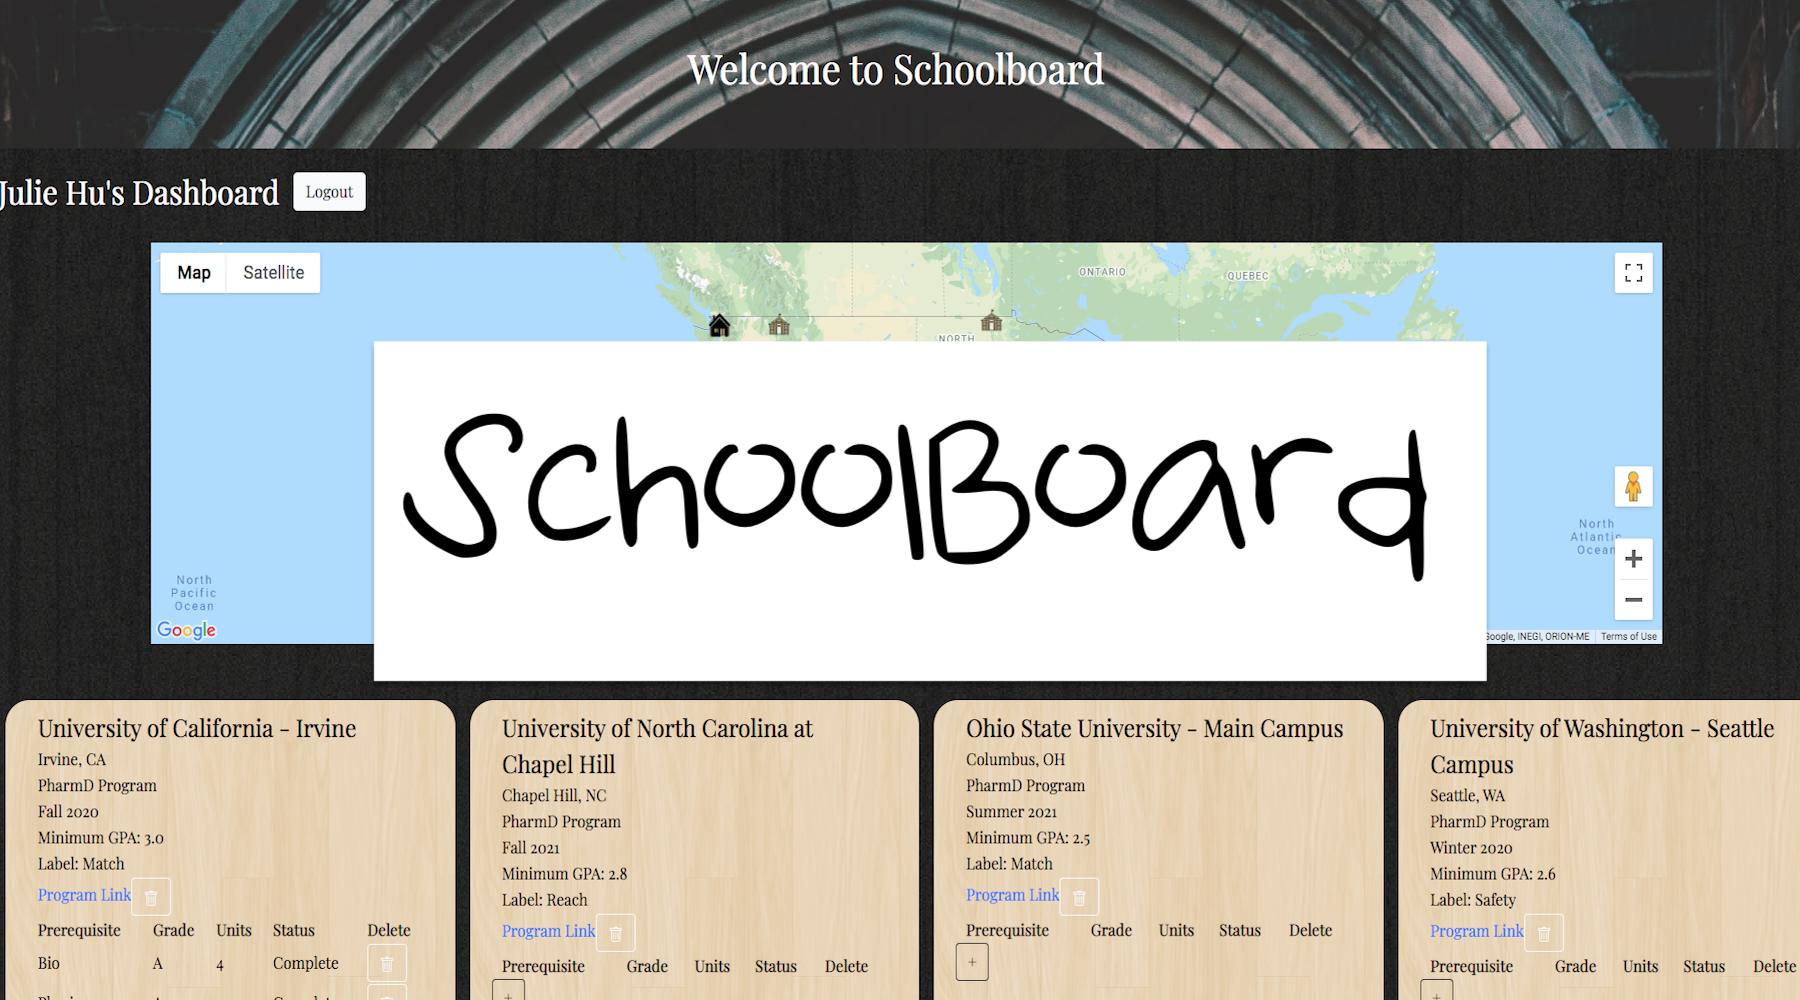 Welcome to Schoolboard
Julie Hu's Dashboard
Logout
Map
Satellite
ONTARIO
QUEBEC
NORTH
SchoolBoard
North
Pacific
Ocean
North
Atlantic
Ocean
Google
Google, INEGI, ORION-ME
Terms of Use
University of California - Irvine
Irvine, CA
PharmD Program
Fall 2020
Minimum GPA: 3.0
Label: Match
Program Link
Prerequisite Grade Units Status Delete
Bio A 4 Complete
University of North Carolina at
Chapel Hill
Chapel Hill, NC
PharmD Program
Fall 2021
Minimum GPA: 2.8
Label: Reach
Program Link
Prerequisite Grade Units Status Delete
+
Ohio State University - Main Campus
Columbus, OH
PharmD Program
Summer 2021
Minimum GPA: 2.5
Label: Match
Program Link
Prerequisite Grade Units Status Delete
+
University of Washington - Seattle
Campus
Seattle, WA
PharmD Program
Winter 2020
Minimum GPA: 2.6
Label: Safety
Program Link
Prerequisite Grade Units Status Delete
+